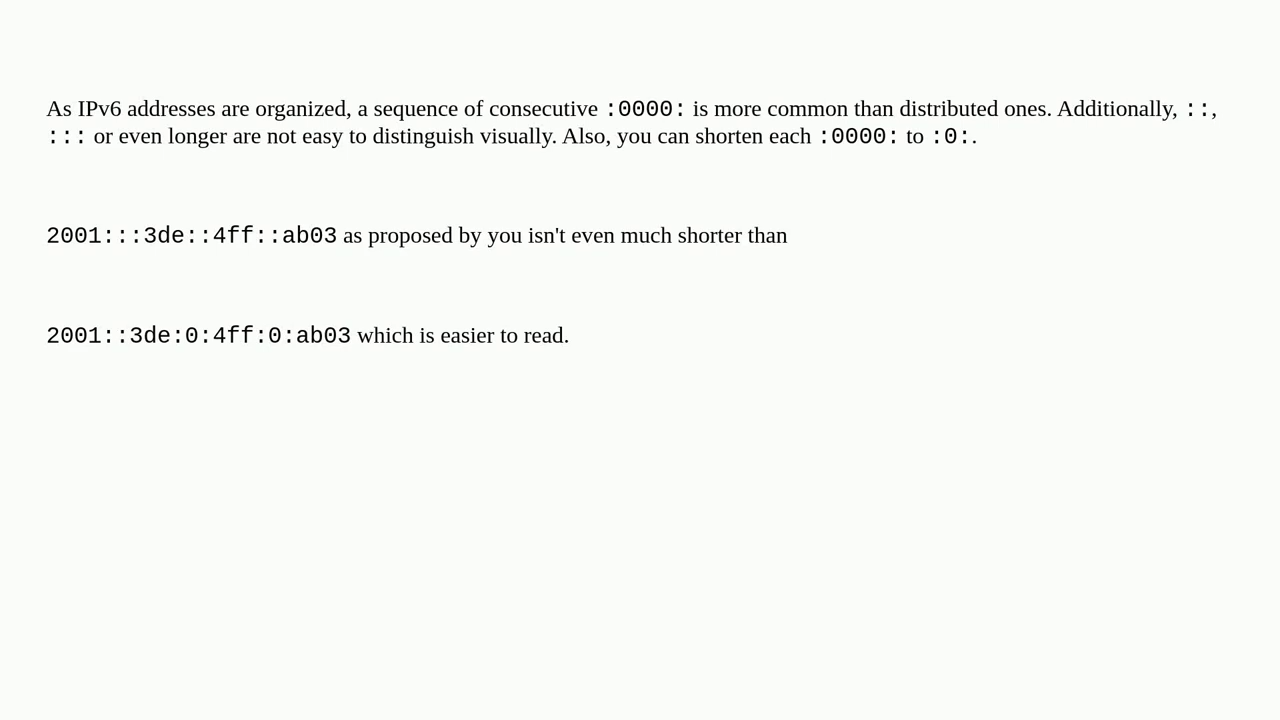 As IPv6 addresses are organized, a sequence of consecutive :0000: is more common than distributed ones. Additionally, ::,
::: or even longer are not easy to distinguish visually. Also, you can shorten each :0000: to :0:.
2001:::3de::4ff::ab03 as proposed by you isn't even much shorter than
2001::3de:0:4ff:0:ab03 which is easier to read.